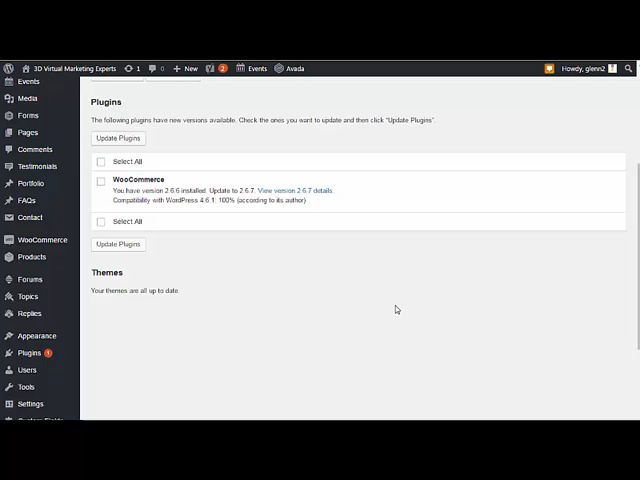 3D Virtual Marketing Experts 1 0 New 2 Events Avada Howdy, glenn2
Events
Media
Forms
Pages
Comments
Testimonials
Portfolio
FAQs
Contact
WooCommerce
Products
Forums
Topics
Replies
Appearance
Plugins 1
Users
Tools
Settings
Plugins
The following plugins have new versions available. Check the ones you want to update and then click "Update Plugins".
Update Plugins
Select All
WooCommerce
You have version 2.6.6 installed. Update to 2.6.7. View version 2.6.7 details.
Compatibility with WordPress 4.6.1: 100% (according to its author)
Select All
Update Plugins
Themes
Your themes are all up to date.